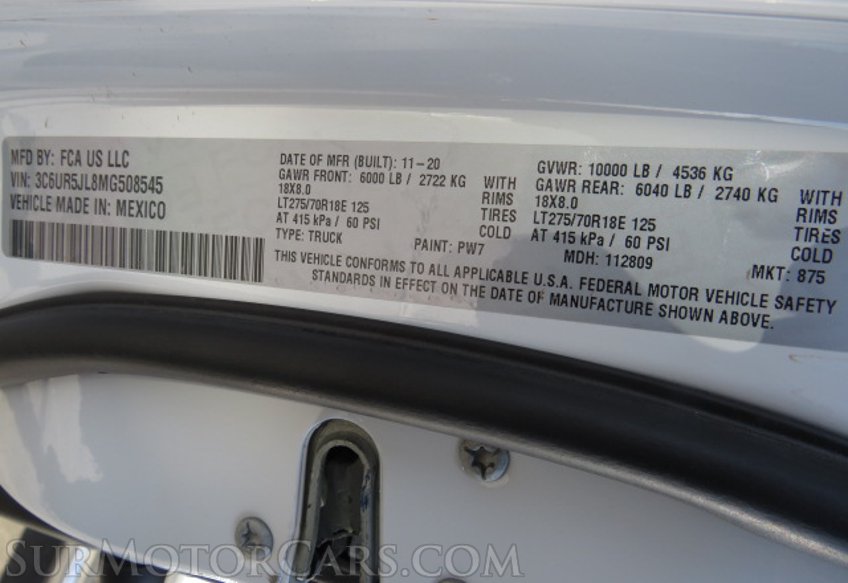 MFD BY: FCA US LLC
VIN: 3C6UR5JL8MG508545
VEHICLE MADE IN: MEXICO
DATE OF MFR (BUILT): 11-20
GAWR FRONT: 6000 LB / 2722 KG WITH
18X8.0 RIMS
LT275/70R18E 125 TIRES
AT 415 kPa / 60 PSI COLD
TYPE: TRUCK PAINT: PW7
GVWR: 10000 LB / 4536 KG
GAWR REAR: 6040 LB / 2740 KG WITH
18X8.0 RIMS
LT275/70R18E 125 TIRES
AT 415 kPa / 60 PSI COLD
MDH: 112809 MKT: 875
THIS VEHICLE CONFORMS TO ALL APPLICABLE U.S.A. FEDERAL MOTOR VEHICLE SAFETY
STANDARDS IN EFFECT ON THE DATE OF MANUFACTURE SHOWN ABOVE.
SURMOTORCARS.COM